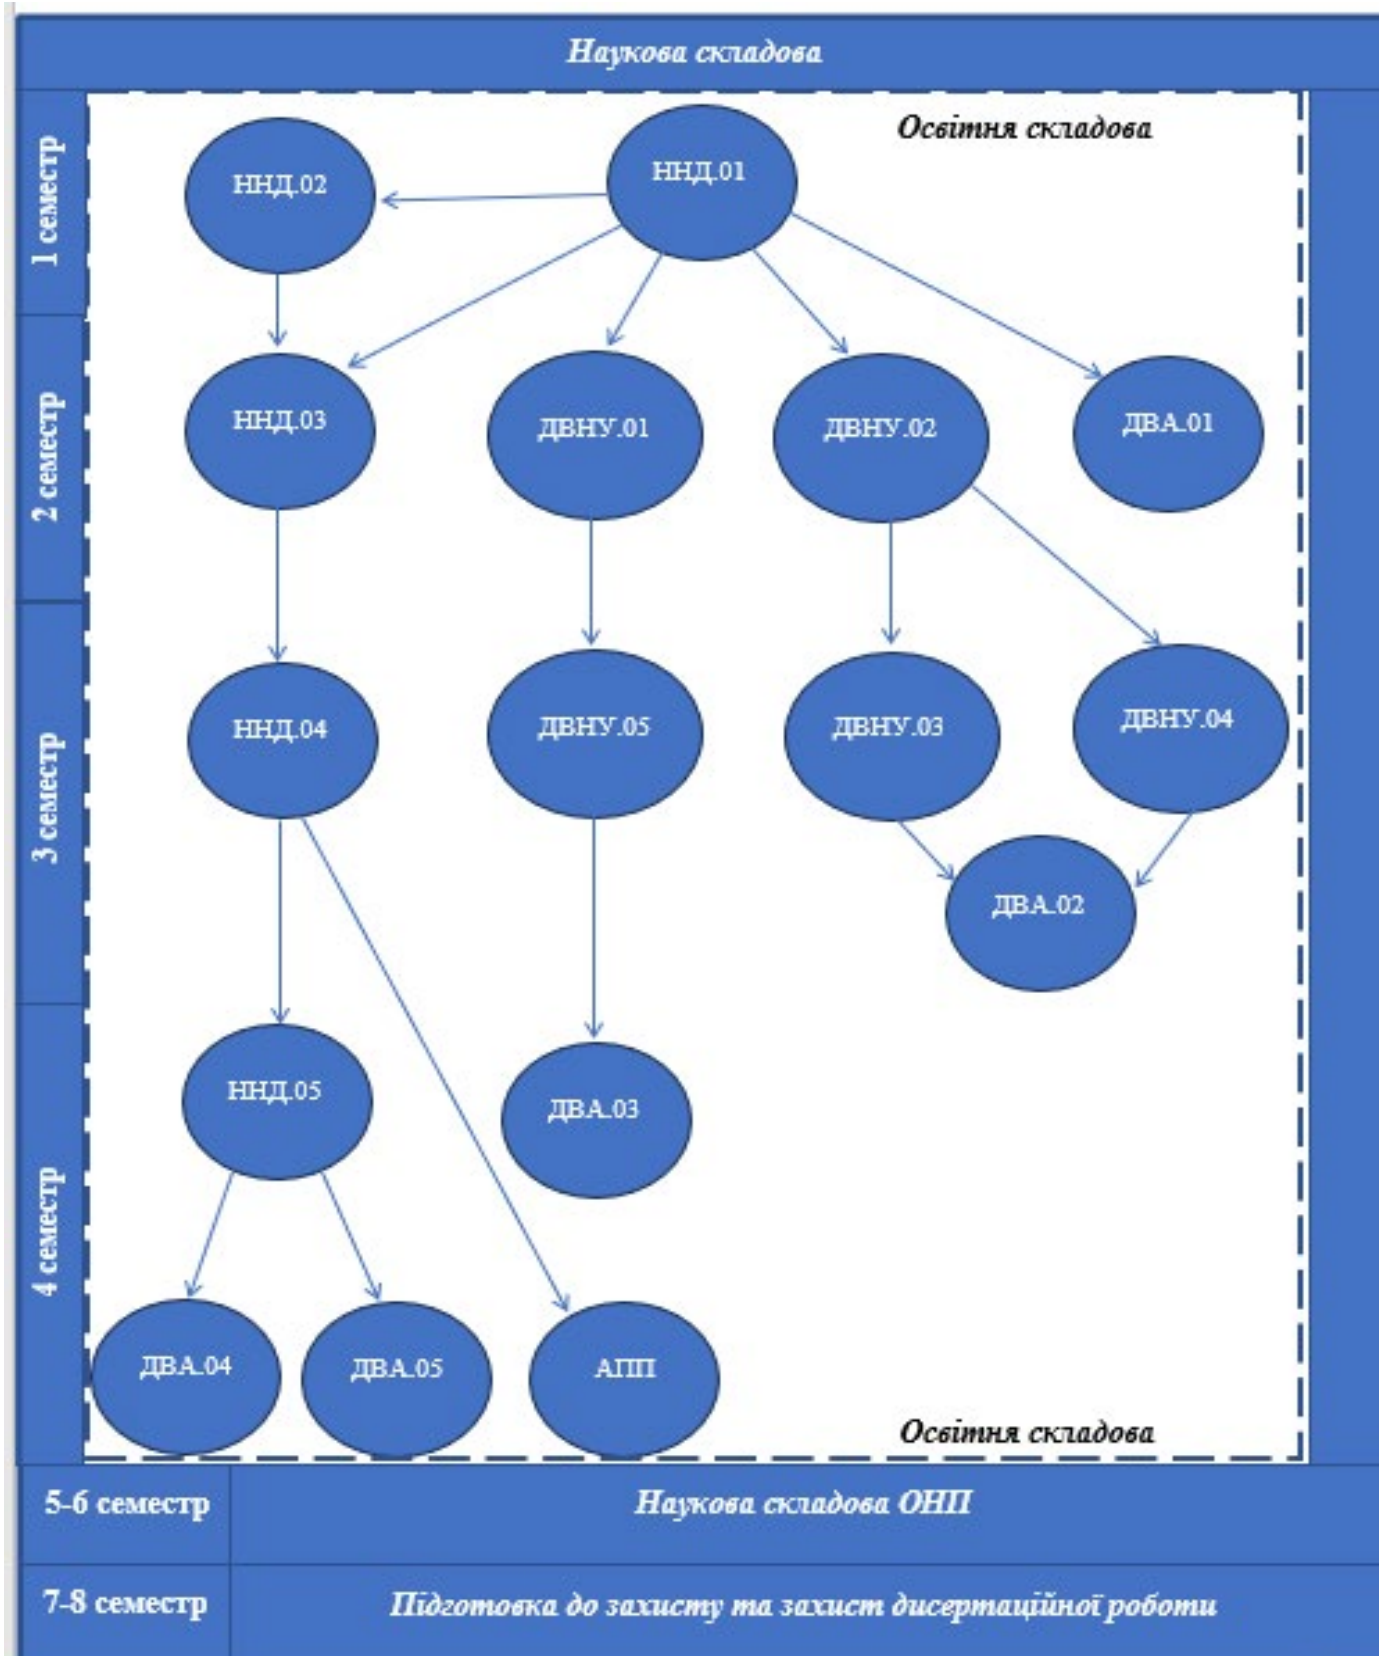 Наукова складова
Освітня складова
1 семестр
ННД.02
ННД.01
2 семестр
ННД.03
ДВНУ.01
ДВНУ.02
ДВА.01
3 семестр
ННД.04
ДВНУ.05
ДВНУ.03
ДВНУ.04
ДВА.02
4 семестр
ННД.05
ДВА.03
ДВА.04
ДВА.05
АПП
Освітня складова
5-6 семестр
Наукова складова ОНП
7-8 семестр
Підготовка до захисту та захист дисертаційної роботи